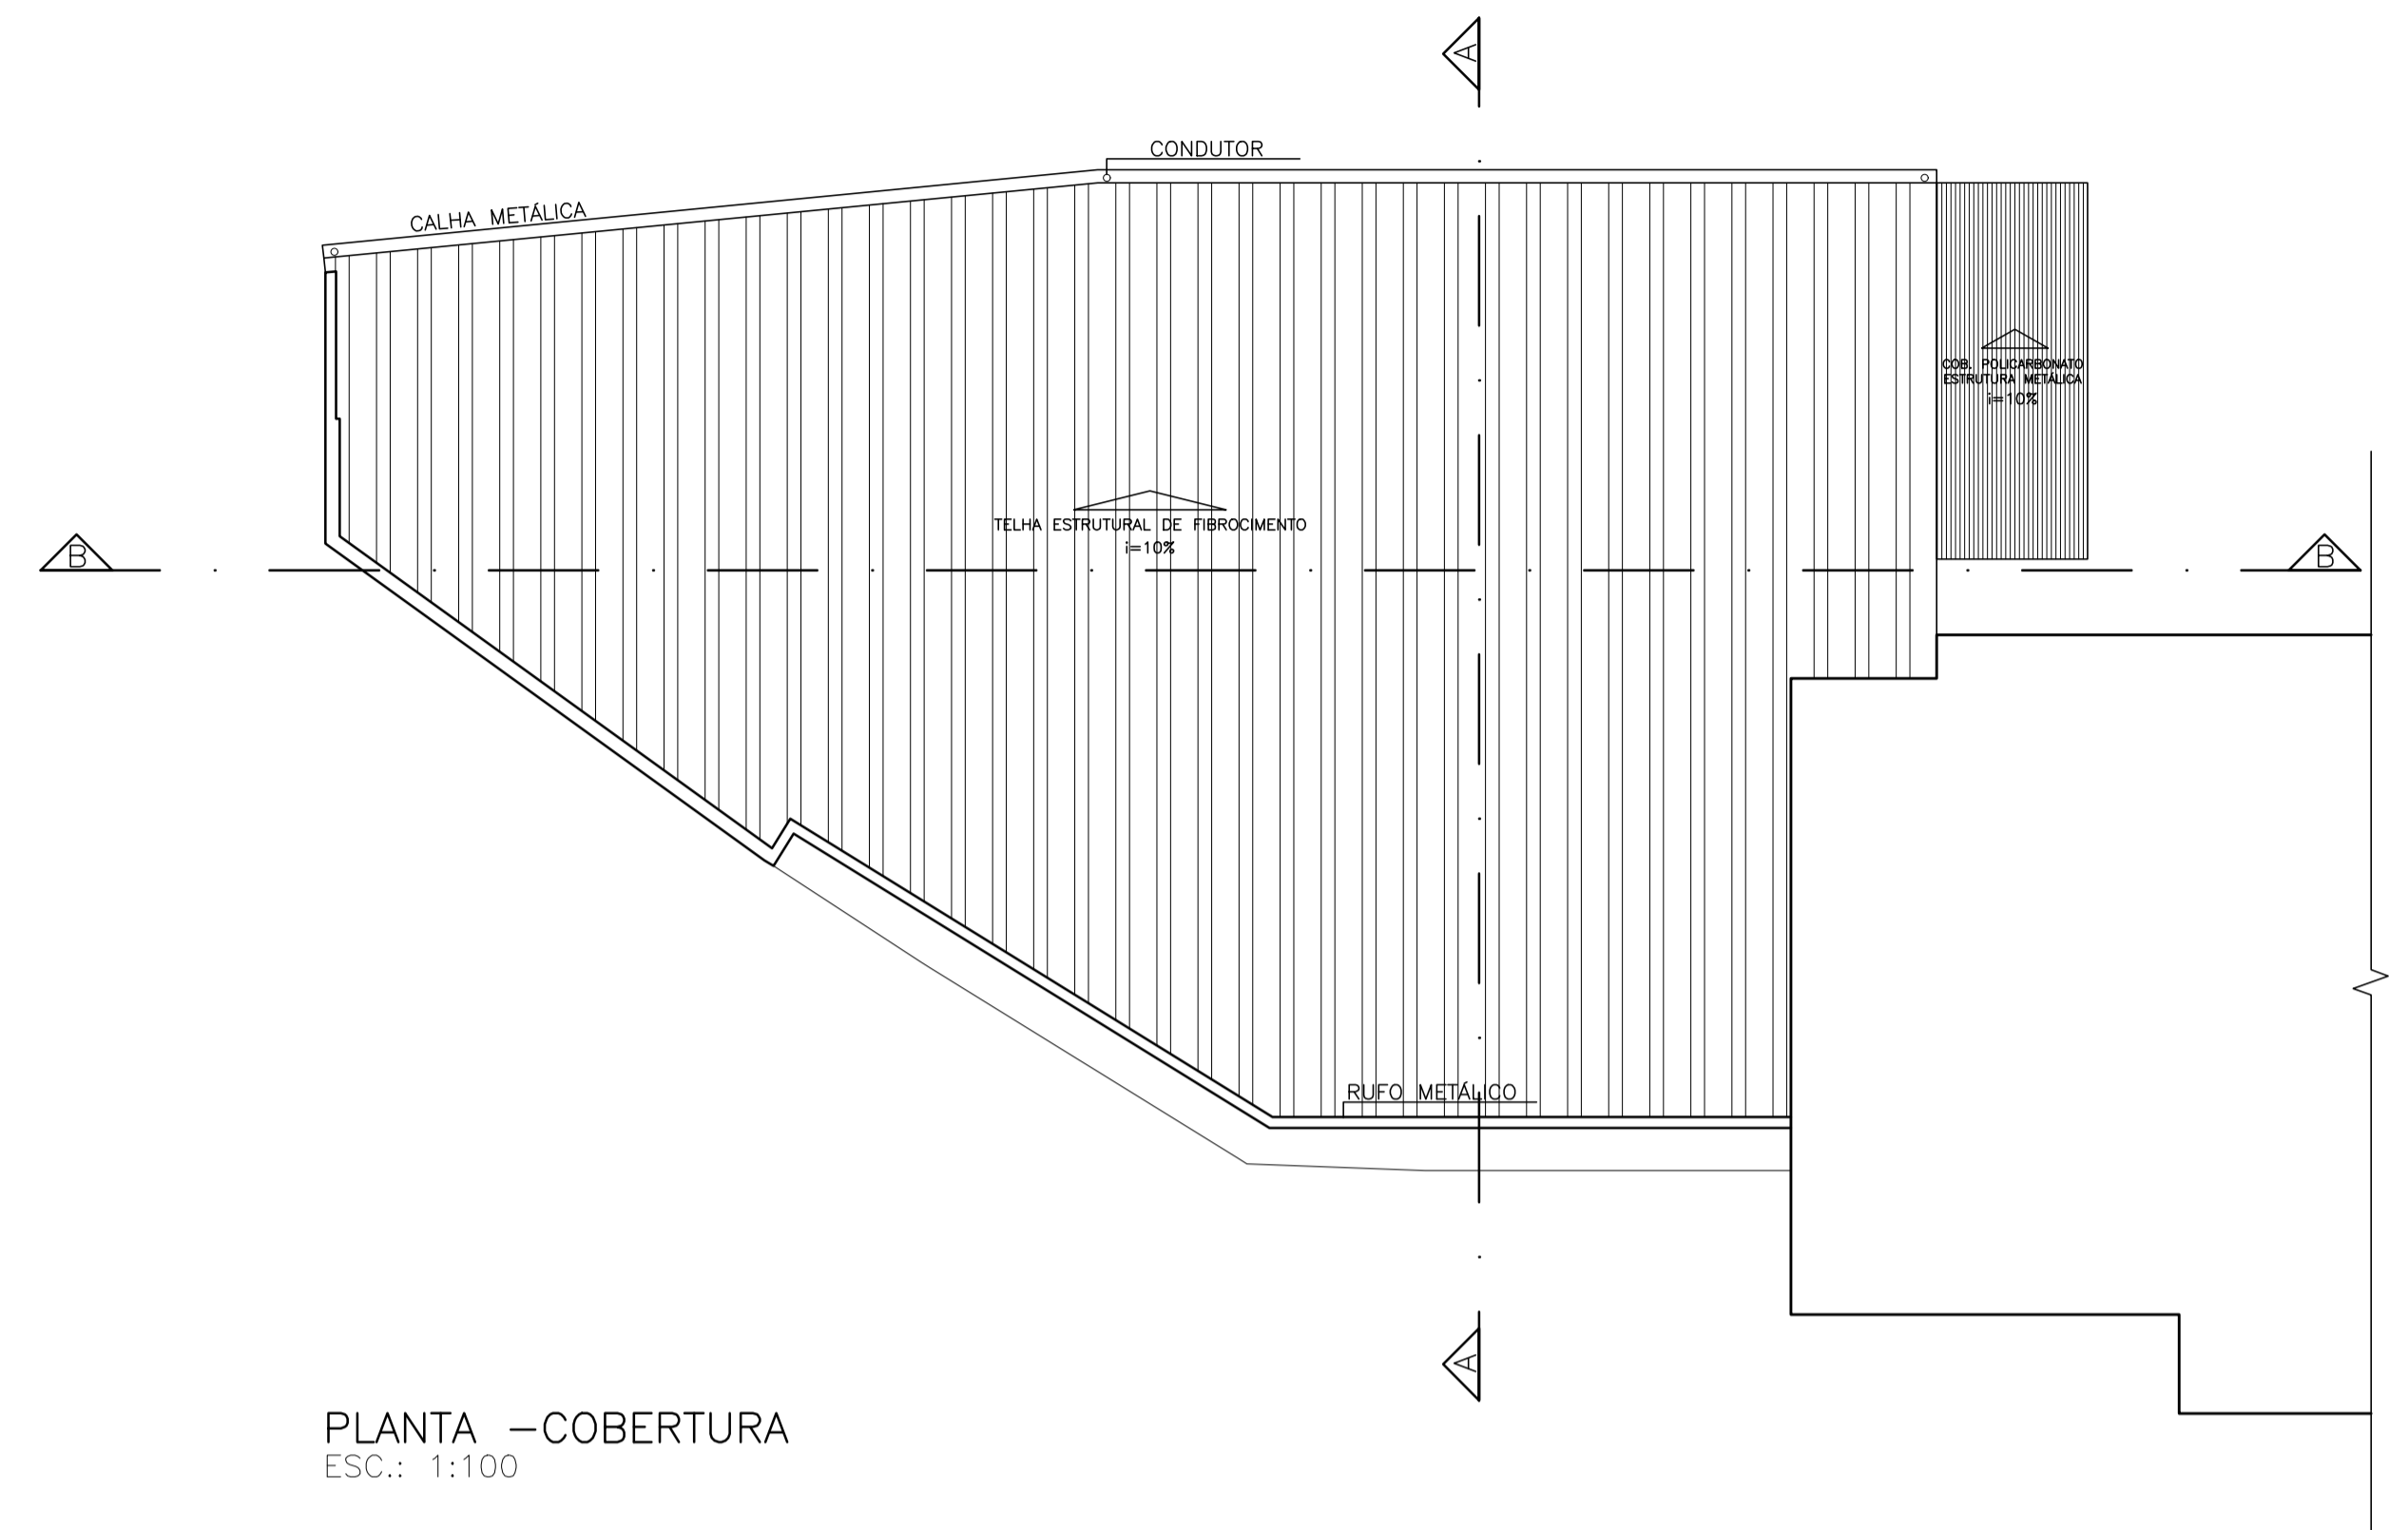 A
CONDUTOR
CALHA METÁLICA
COB. POLICARBONATO
ESTRUTURA METÁLICA
i=10%
TELHA ESTRUTURAL DE FIBROCIMENTO
i=10%
B
B
RUFO METÁLICO
A
PLANTA -COBERTURA
ESC.: 1:100